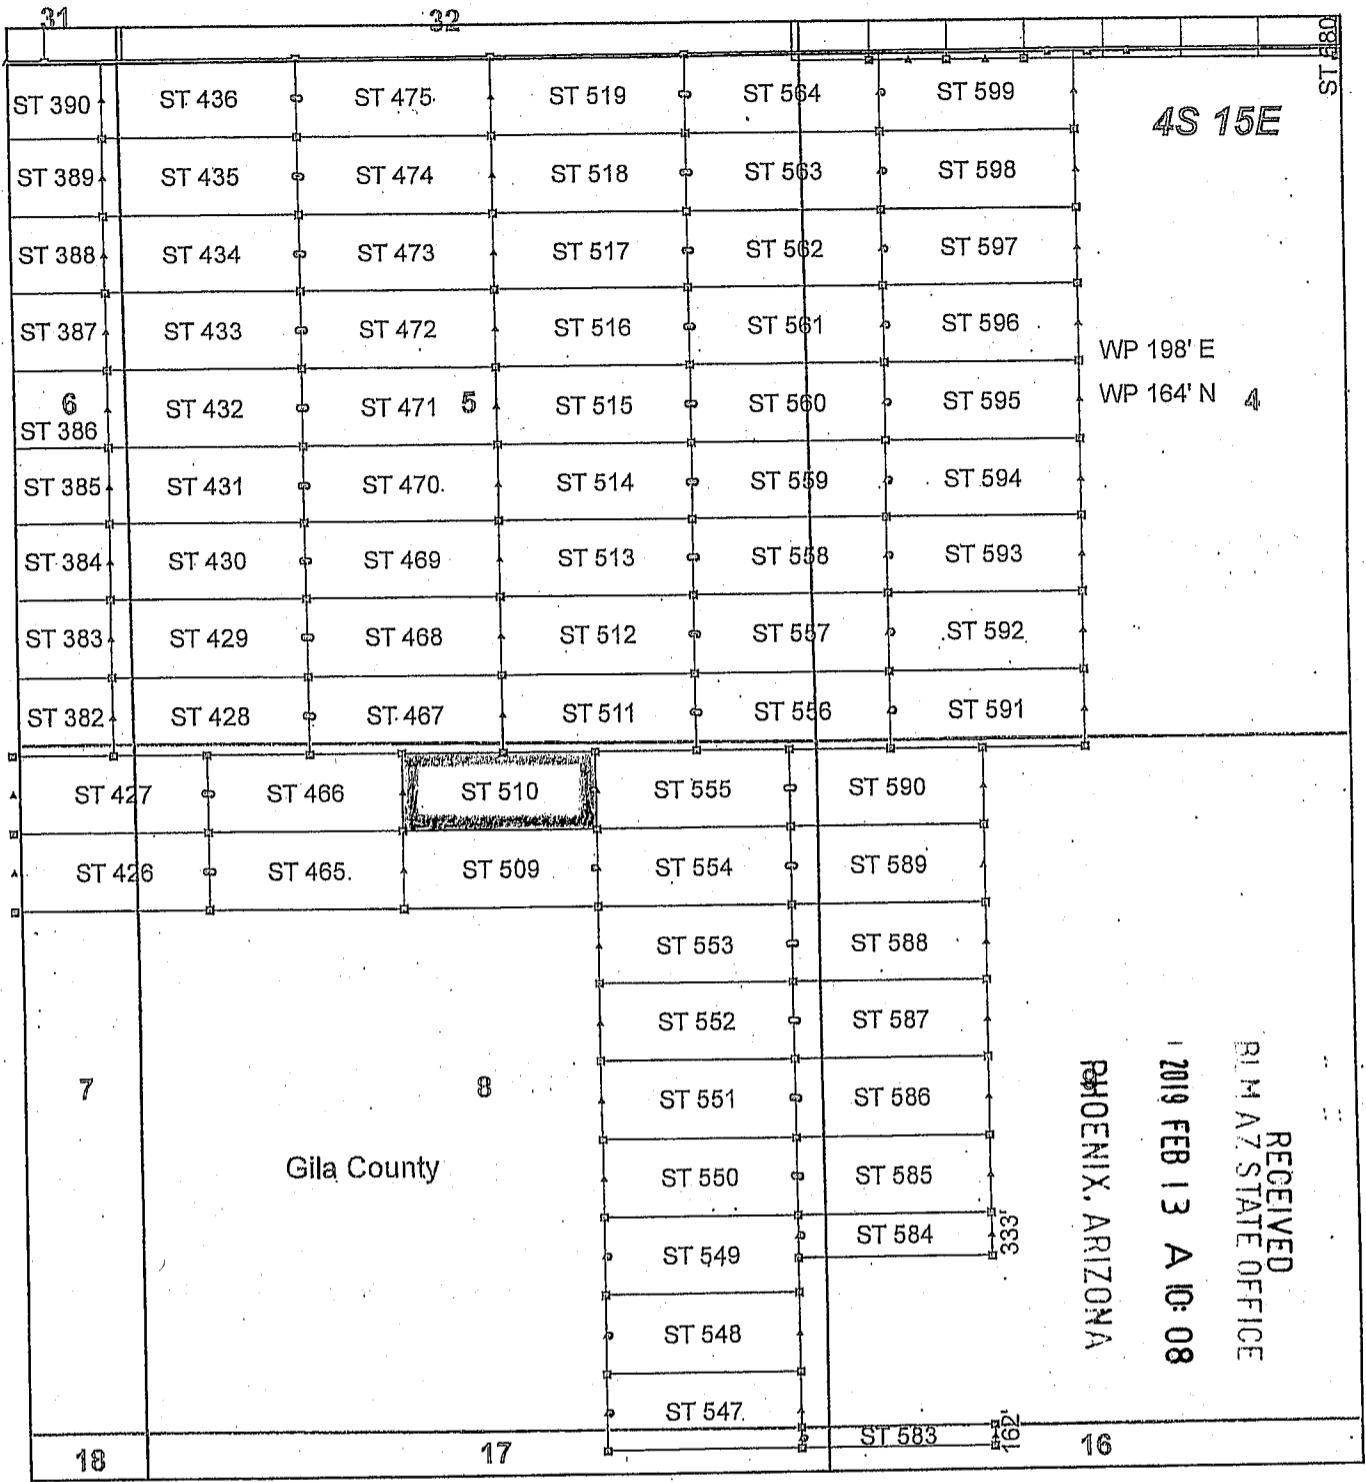 31 32
ST 680
ST 390 ST 436 ST 475 ST 519 ST 564 ST 599
4S 15E
ST 389 ST 435 ST 474 ST 518 ST 563 ST 598
ST 388 ST 434 ST 473 ST 517 ST 562 ST 597
ST 387 ST 433 ST 472 ST 516 ST 561 ST 596
WP 198' E
WP 164' N 4
6
ST 386 ST 432 ST 471 5 ST 515 ST 560 ST 595
ST 385 ST 431 ST 470 ST 514 ST 559 ST 594
ST 384 ST 430 ST 469 ST 513 ST 558 ST 593
ST 383 ST 429 ST 468 ST 512 ST 557 ST 592
ST 382 ST 428 ST 467 ST 511 ST 556 ST 591
ST 427 ST 466 ST 510 ST 555 ST 590
ST 426 ST 465 ST 509 ST 554 ST 589
ST 553 ST 588
ST 552 ST 587
7 8 ST 551 ST 586
Gila County ST 550 ST 585
ST 549 ST 584 333'
ST 548
ST 547
ST 583 162'
18 17 16
RECEIVED
BLM AZ STATE OFFICE
2019 FEB 13 A 10: 08
PHOENIX, ARIZONA